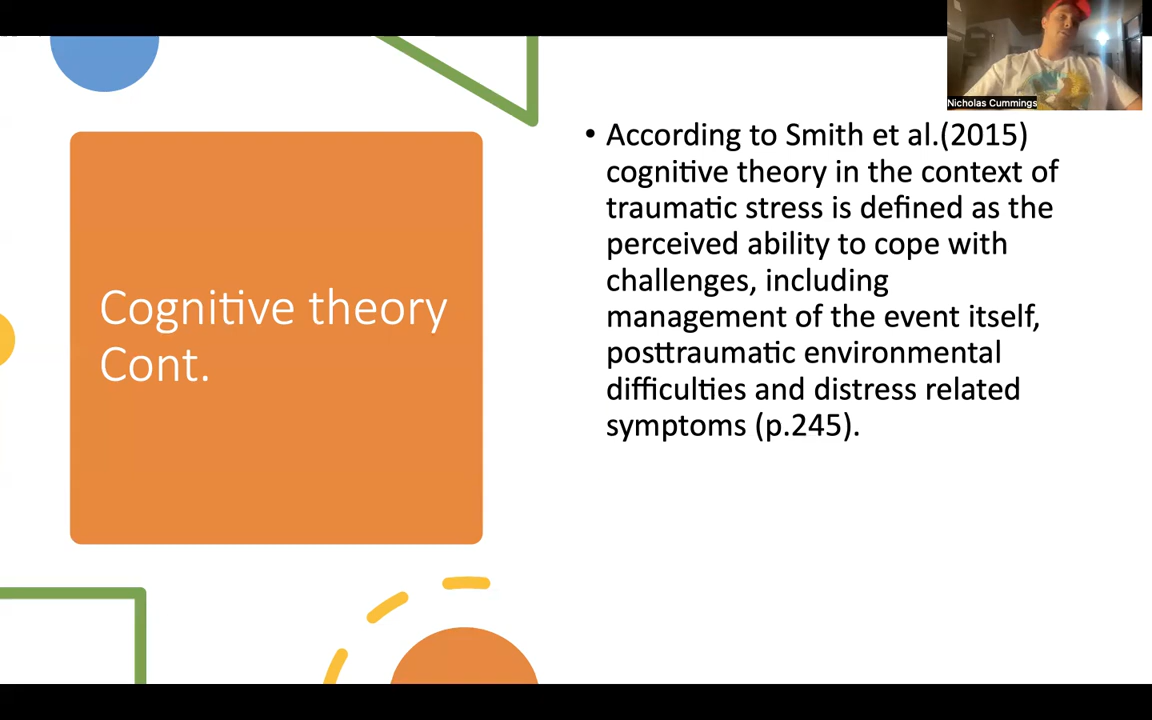 Nicholas Cummings
Cognitive theory
Cont.
• According to Smith et al.(2015)
cognitive theory in the context of
traumatic stress is defined as the
perceived ability to cope with
challenges, including
management of the event itself,
posttraumatic environmental
difficulties and distress related
symptoms (p.245).